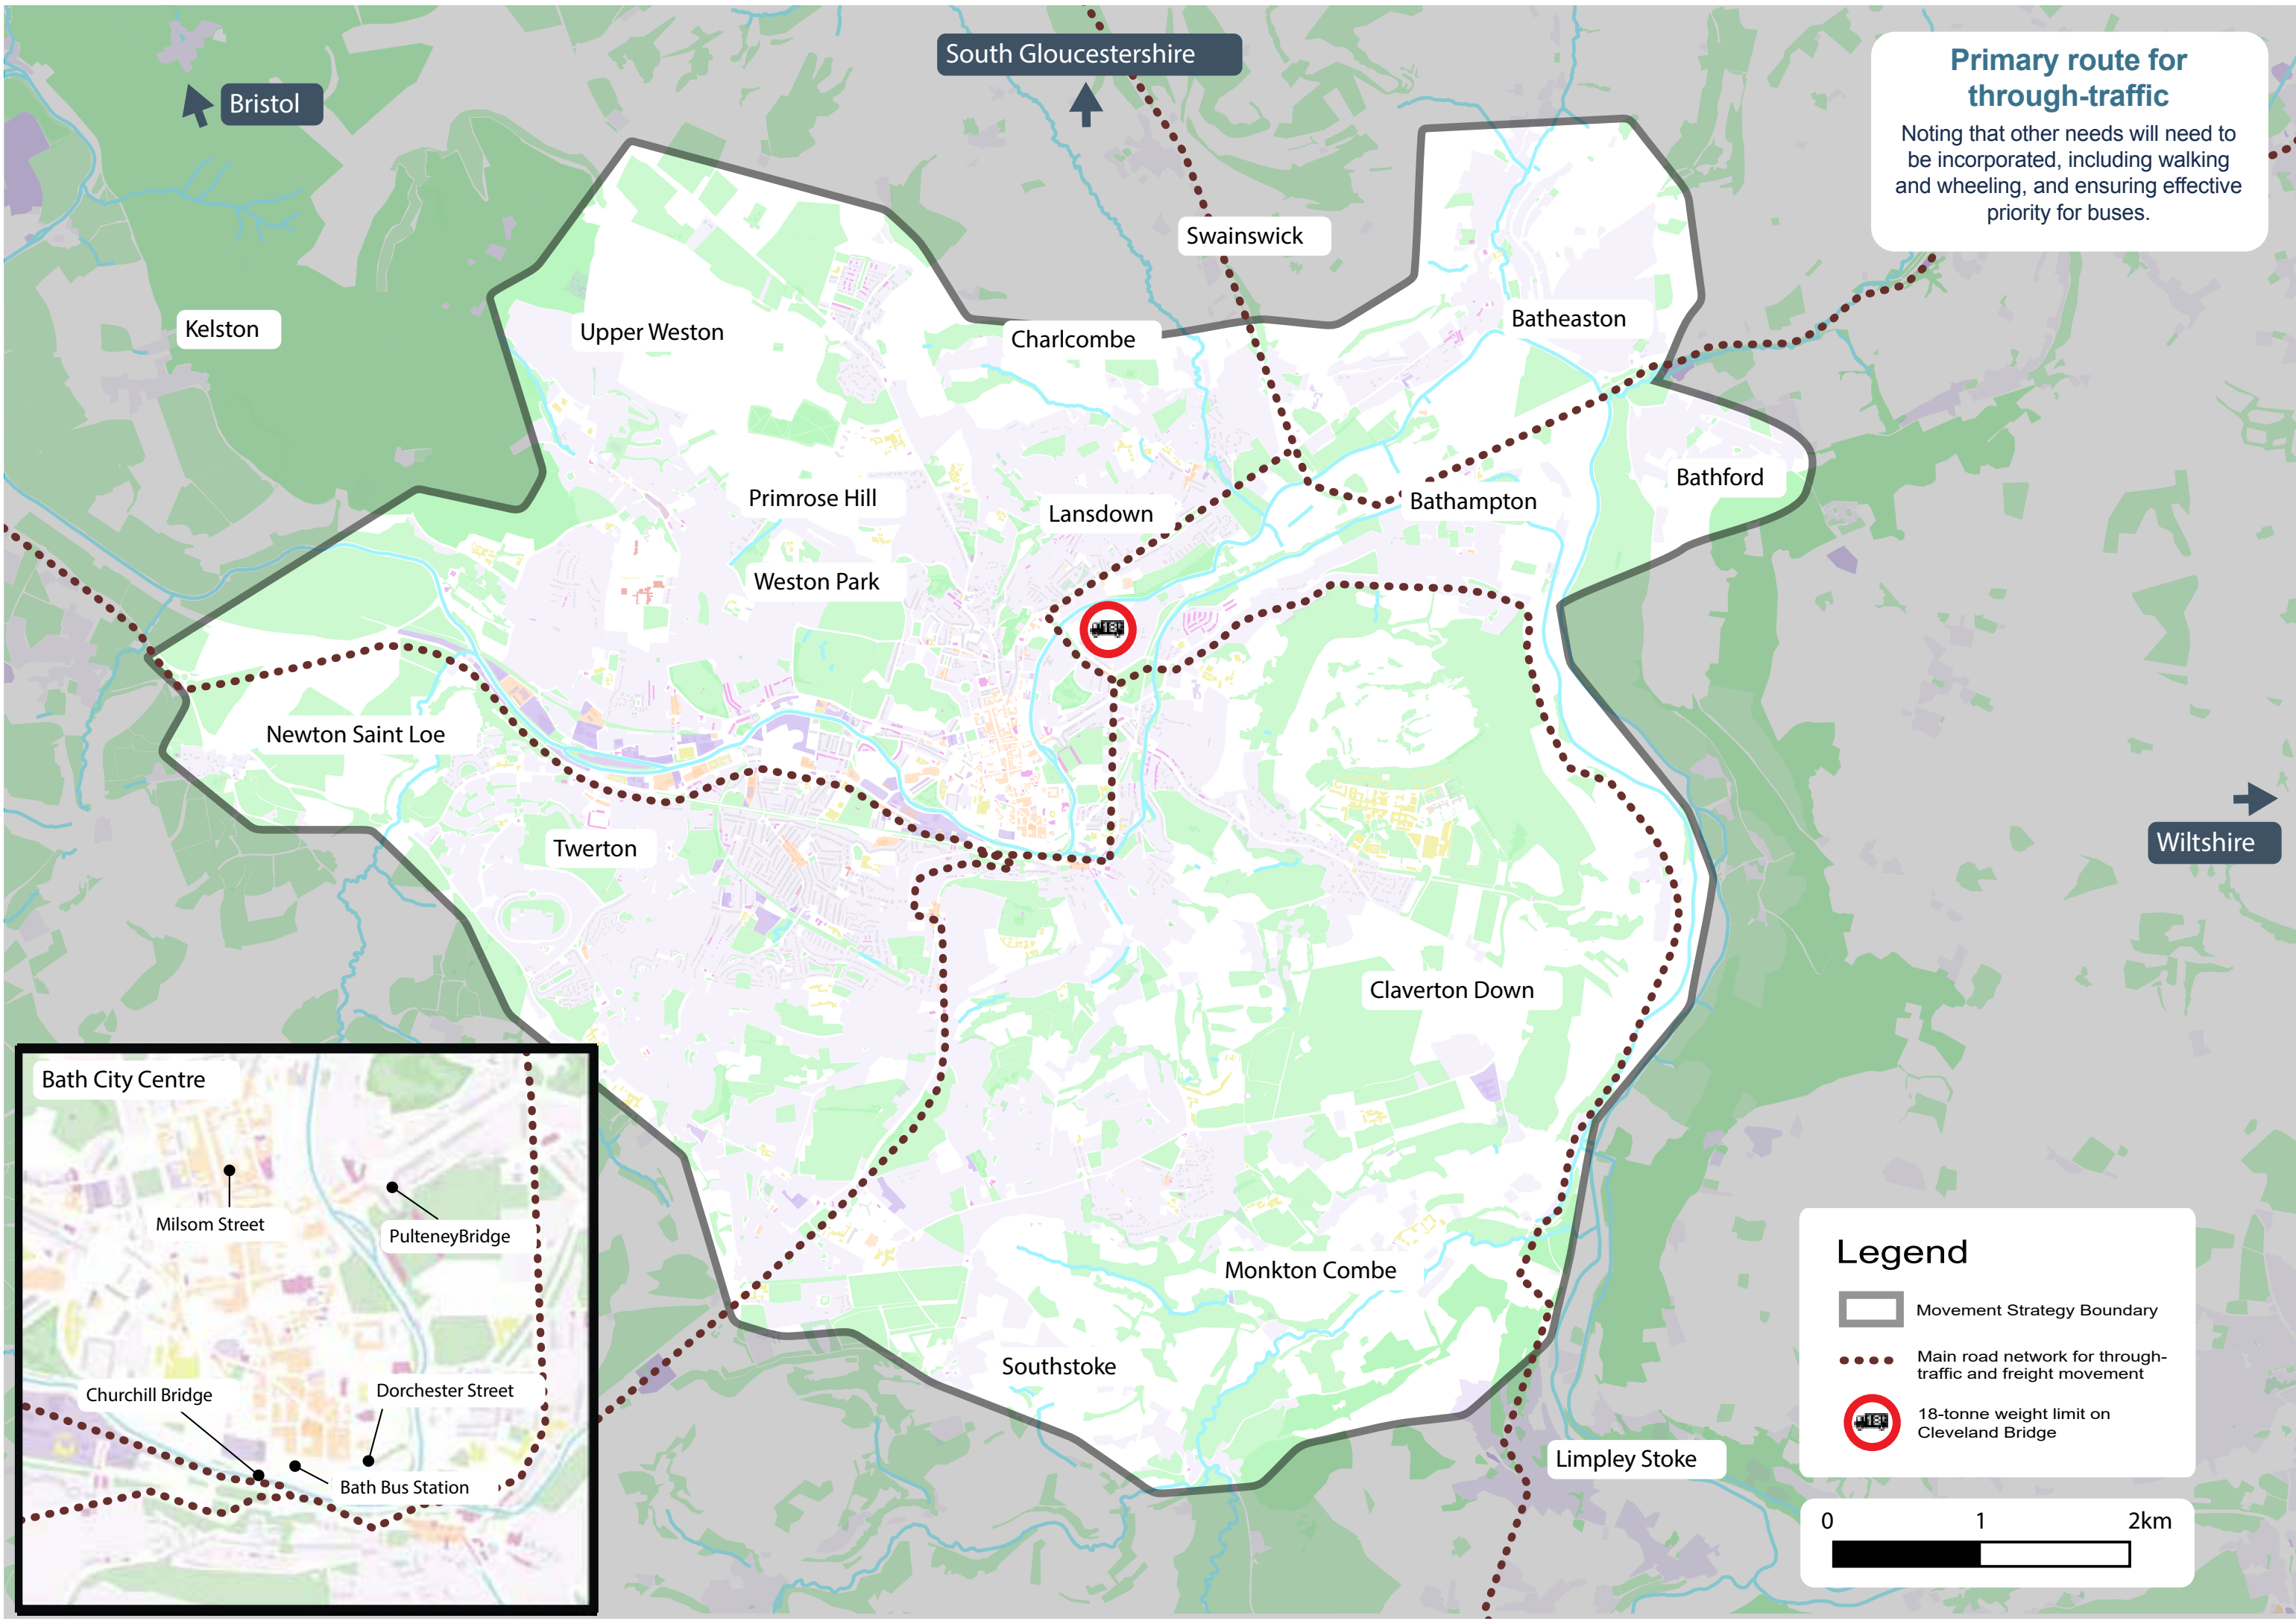 South Gloucestershire
Bristol
Primary route for
through-traffic
Noting that other needs will need to
be incorporated, including walking
and wheeling, and ensuring effective
priority for buses.
Swainswick
Kelston
Upper Weston
Charlcombe
Batheaston
Primrose Hill
Lansdown
Bathampton
Bathford
Weston Park
18
Newton Saint Loe
Twerton
Wiltshire
Claverton Down
Monkton Combe
Southstoke
Limpley Stoke
Bath City Centre
Milsom Street
PulteneyBridge
Churchill Bridge
Dorchester Street
Bath Bus Station
Legend
Movement Strategy Boundary
Main road network for through-
traffic and freight movement
18
18-tonne weight limit on
Cleveland Bridge
0 1 2km